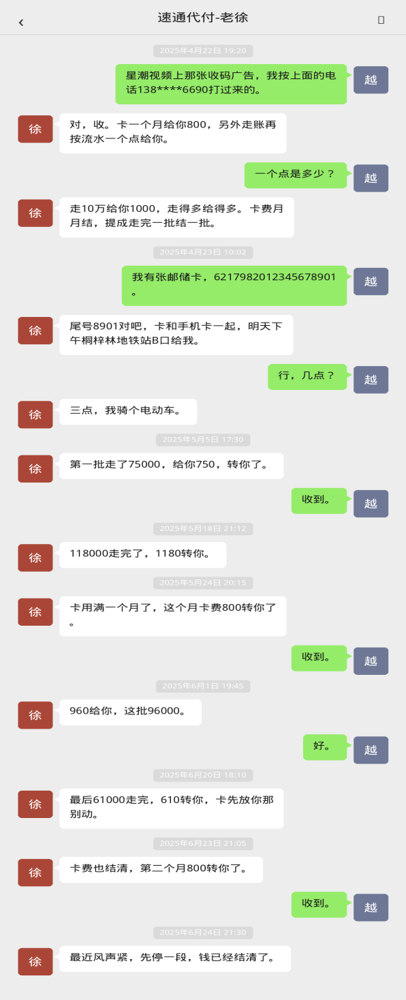 速通代付-老徐
2025年4月22日 19:20
星潮视频上那张收码广告，我按上面的电
话138****6690打过来的。
越
徐
对，收。卡一个月给你800，另外走账再
按流水一个点给你。
一个点是多少？
越
徐
走10万给你1000，走得多给得多。卡费月
月结，提成走完一批结一批。
2025年4月23日 10:02
我有张邮储卡，6217982012345678901
。
越
徐
尾号8901对吧，卡和手机卡一起，明天下
午桐梓林地铁站B口给我。
行，几点？
越
徐
三点，我骑个电动车。
2025年5月5日 17:30
徐
第一批走了75000，给你750，转你了。
收到。
越
2025年5月18日 21:12
徐
118000走完了，1180转你。
2025年5月24日 20:15
徐
卡用满一个月了，这个月卡费800转你了
。
收到。
越
2025年6月1日 19:45
徐
960给你，这批96000。
好。
越
2025年6月20日 18:10
徐
最后61000走完，610转你，卡先放你那
别动。
2025年6月23日 21:05
徐
卡费也结清，第二个月800转你了。
收到。
越
2025年6月24日 21:30
徐
最近风声紧，先停一段，钱已经结清了。